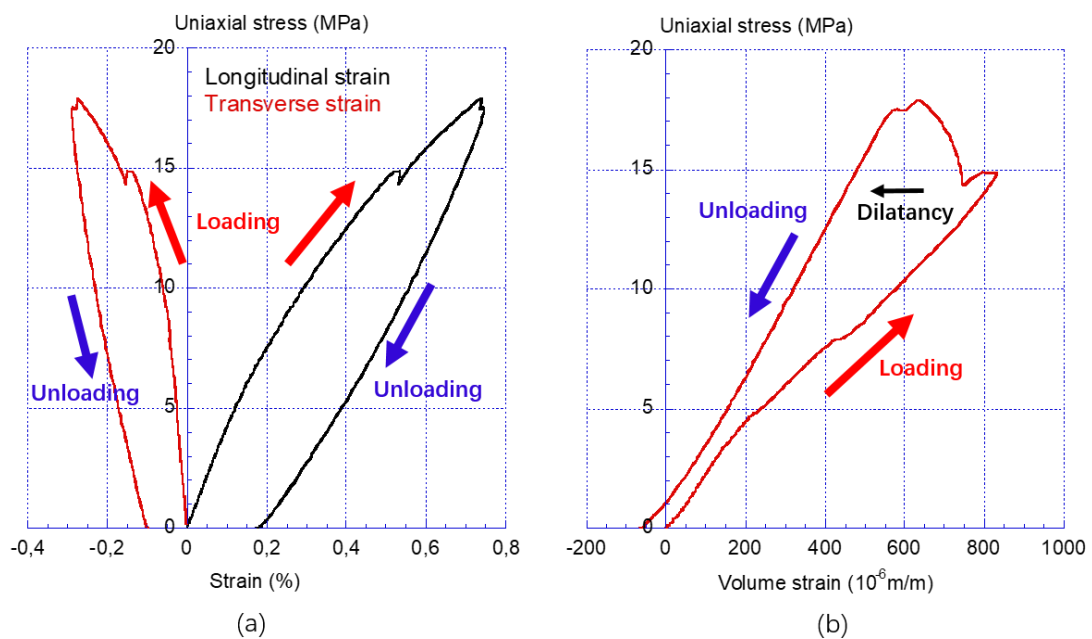 Uniaxial stress (MPa)
20
Longitudinal strain
Transverse strain
15
Loading
10
Unloading
Unloading
5
0
-0,4 -0,2 0 0,2 0,4 0,6 0,8
Strain (%)
(a)
Uniaxial stress (MPa)
20
15
Dilatancy
Unloading
10
Loading
5
0
-200 0 200 400 600 800 1000
Volume strain (10⁻⁶m/m)
(b)